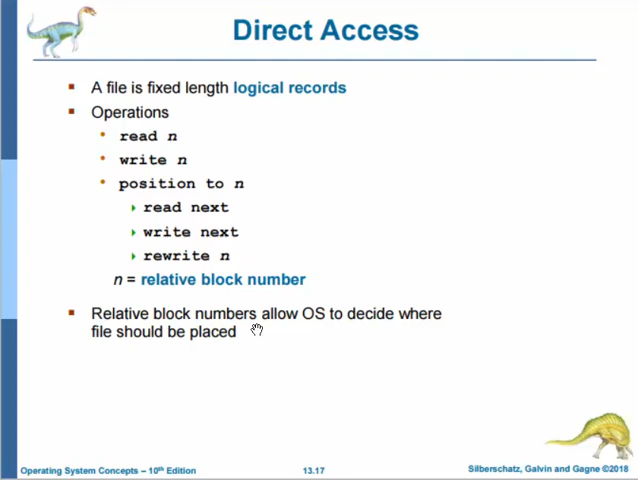 Direct Access
A file is fixed length logical records
Operations
read n
write n
position to n
read next
write next
rewrite n
n = relative block number
Relative block numbers allow OS to decide where
file should be placed
Operating System Concepts – 10th Edition
13.17
Silberschatz, Galvin and Gagne ©2018